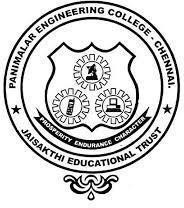 PANIMALAR ENGINEERING COLLEGE - CHENNAI.
PROSPERITY ENDURANCE CHARACTER
JAISAKTHI EDUCATIONAL TRUST